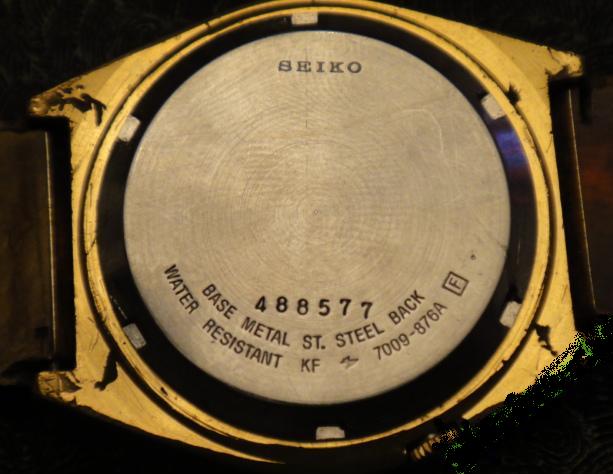 SEIKO
488577
BASE METAL ST. STEEL BACK
WATER RESISTANT KF 7009-876A F